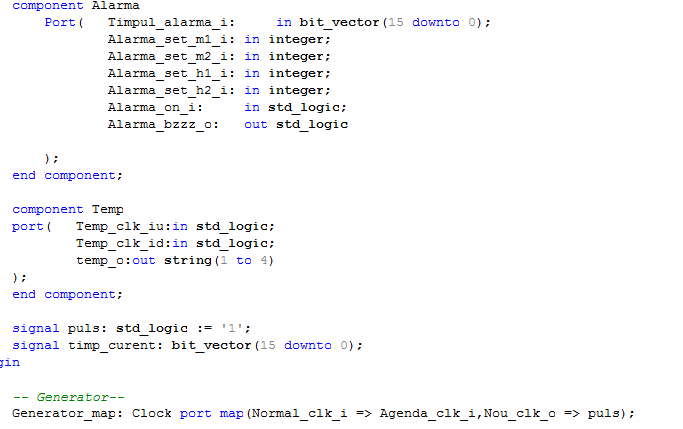 component Alarma
Port( Timpul_alarma_i: in bit_vector(15 downto 0);
Alarma_set_m1_i: in integer;
Alarma_set_m2_i: in integer;
Alarma_set_h1_i: in integer;
Alarma_set_h2_i: in integer;
Alarma_on_i: in std_logic;
Alarma_bzzz_o: out std_logic
);
end component;
component Temp
port( Temp_clk_iu:in std_logic;
Temp_clk_id:in std_logic;
temp_o:out string(1 to 4)
);
end component;
signal puls: std_logic := '1';
signal timp_curent: bit_vector(15 downto 0);
gin
-- Generator--
Generator_map: Clock port map(Normal_clk_i => Agenda_clk_i,Nou_clk_o => puls);